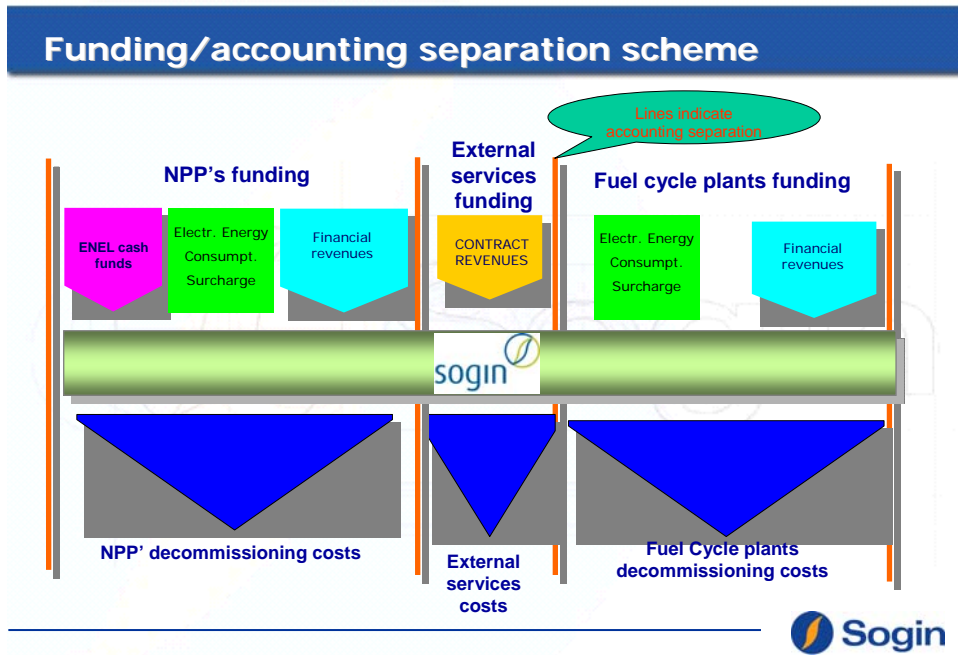 Funding/accounting separation scheme
Lines indicate
accounting separation
NPP's funding
External
services
funding
Fuel cycle plants funding
ENEL cash
funds
Electr. Energy
Consumpt.
Surcharge
Financial
revenues
CONTRACT
REVENUES
Electr. Energy
Consumpt.
Surcharge
Financial
revenues
sogin
NPP' decommissioning costs
External
services
costs
Fuel Cycle plants
decommissioning costs
Sogin